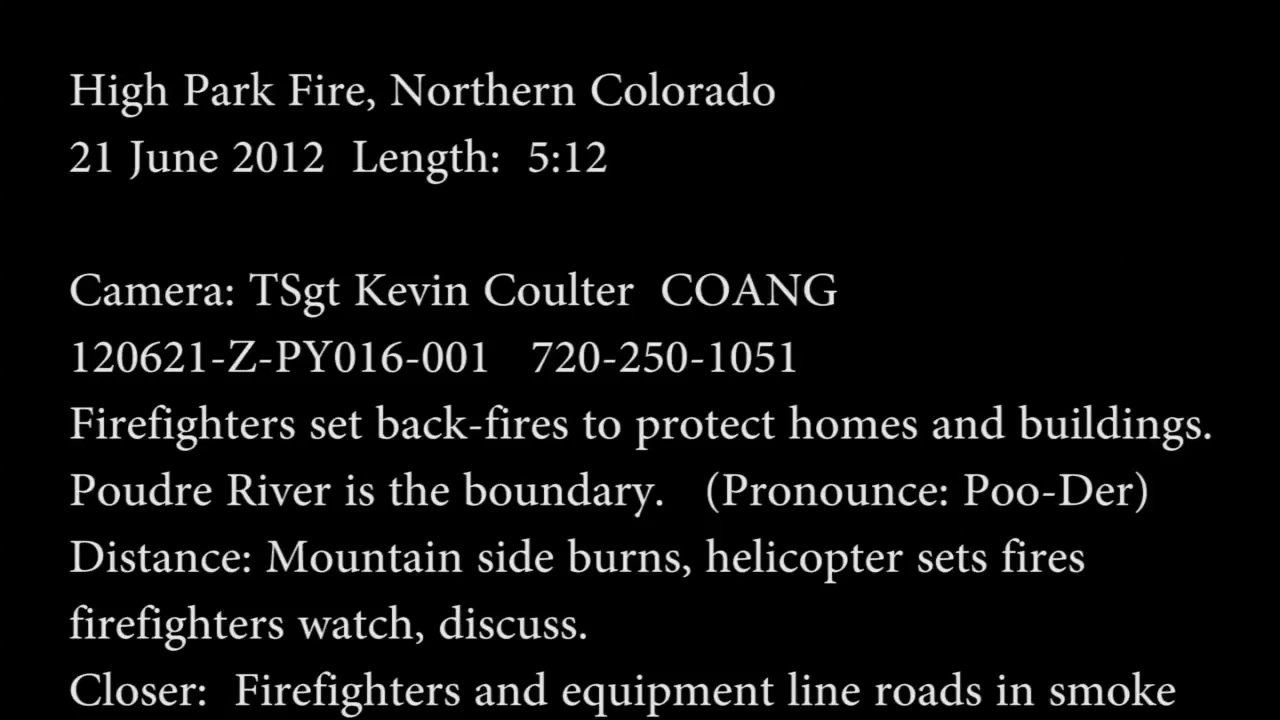 High Park Fire, Northern Colorado
21 June 2012  Length:  5:12
Camera: TSgt Kevin Coulter  COANG
120621-Z-PY016-001   720-250-1051
Firefighters set back-fires to protect homes and buildings.
Poudre River is the boundary.   (Pronounce: Poo-Der)
Distance: Mountain side burns, helicopter sets fires
firefighters watch, discuss.
Closer:  Firefighters and equipment line roads in smoke